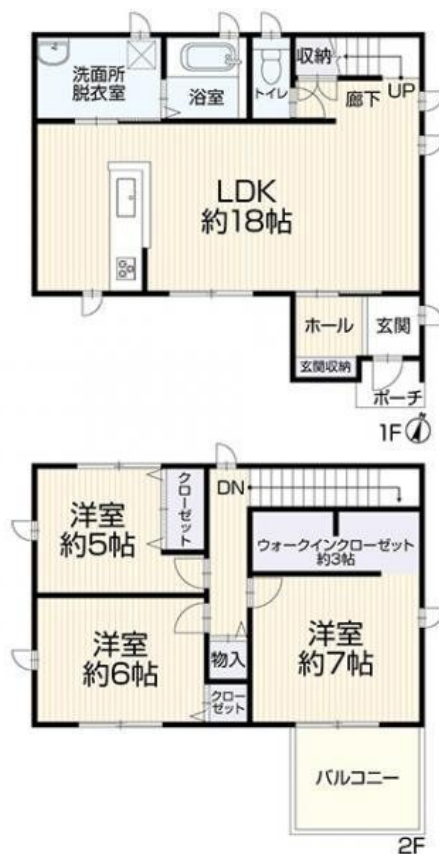 洗面所
脱衣室
浴室
トイレ
収納
廊下
UP
LDK
約18帖
ホール
玄関
玄関収納
ポーチ
1F
DN
クローゼット
洋室
約5帖
ウォークインクローゼット
約3帖
洋室
約6帖
物入
クロー
ゼット
洋室
約7帖
バルコニー
2F